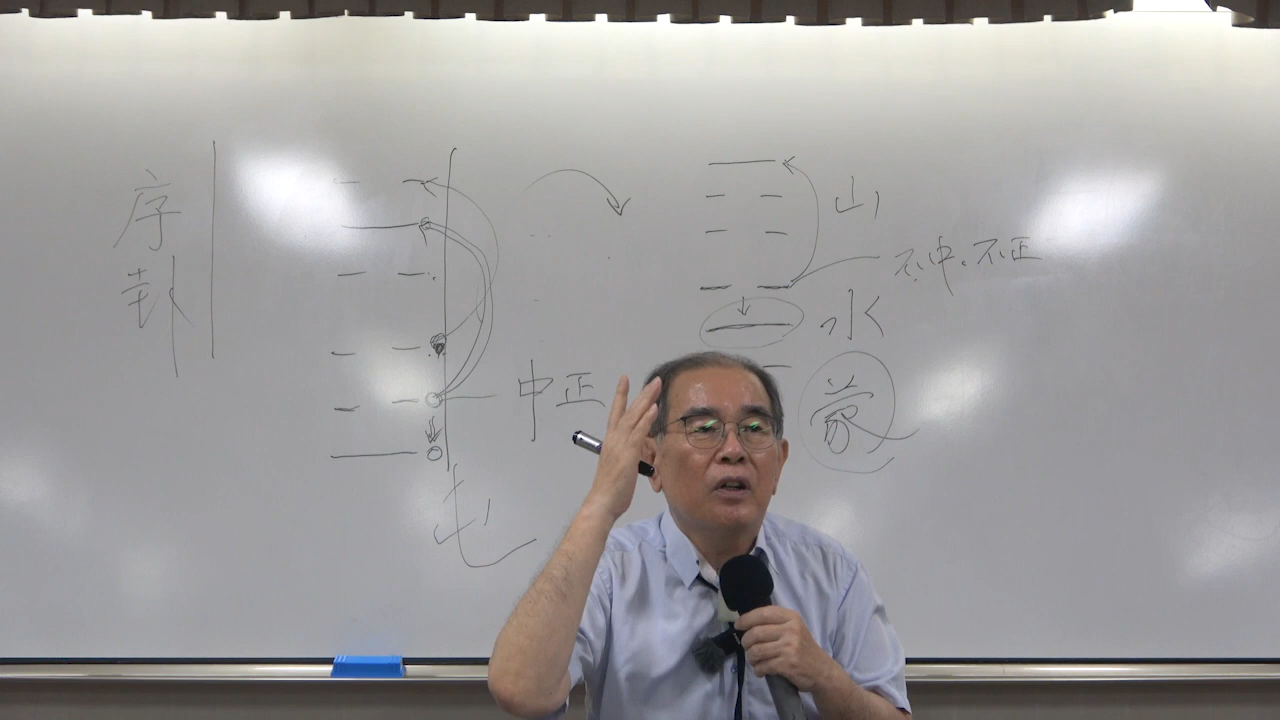 序卦
屯
中正
山
不中、不正
水
蒙